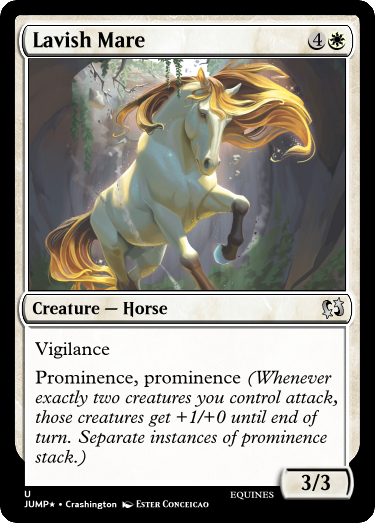 Lavish Mare 4
Creature — Horse
Vigilance
Prominence, prominence (Whenever
exactly two creatures you control attack,
those creatures get +1/+0 until end of
turn. Separate instances of prominence
stack.)
3/3
U EQUINES
JUMP★ • Crashington Ester Conceicao